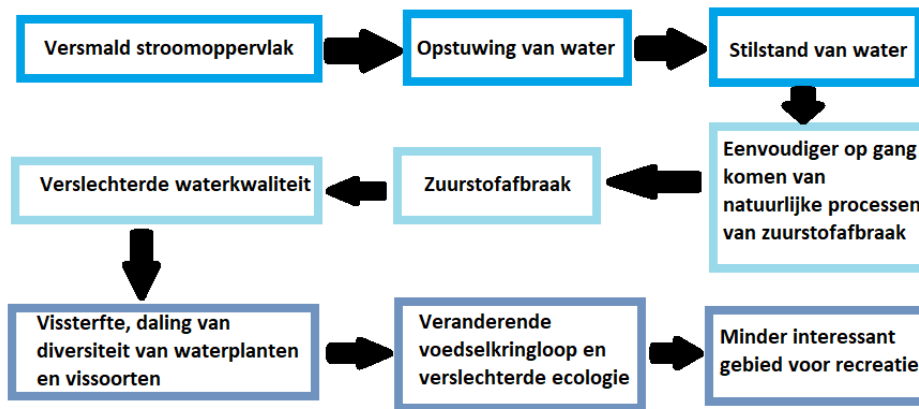 Versmald stroomoppervlak
Opstuwing van water
Stilstand van water
Eenvoudiger op gang
komen van
natuurlijke processen
van zuurstofafbraak
Zuurstofafbraak
Verslechterde waterkwaliteit
Vissterfte, daling van
diversiteit van waterplanten
en vissoorten
Veranderende
voedselkringloop en
verslechterde ecologie
Minder interessant
gebied voor recreatie